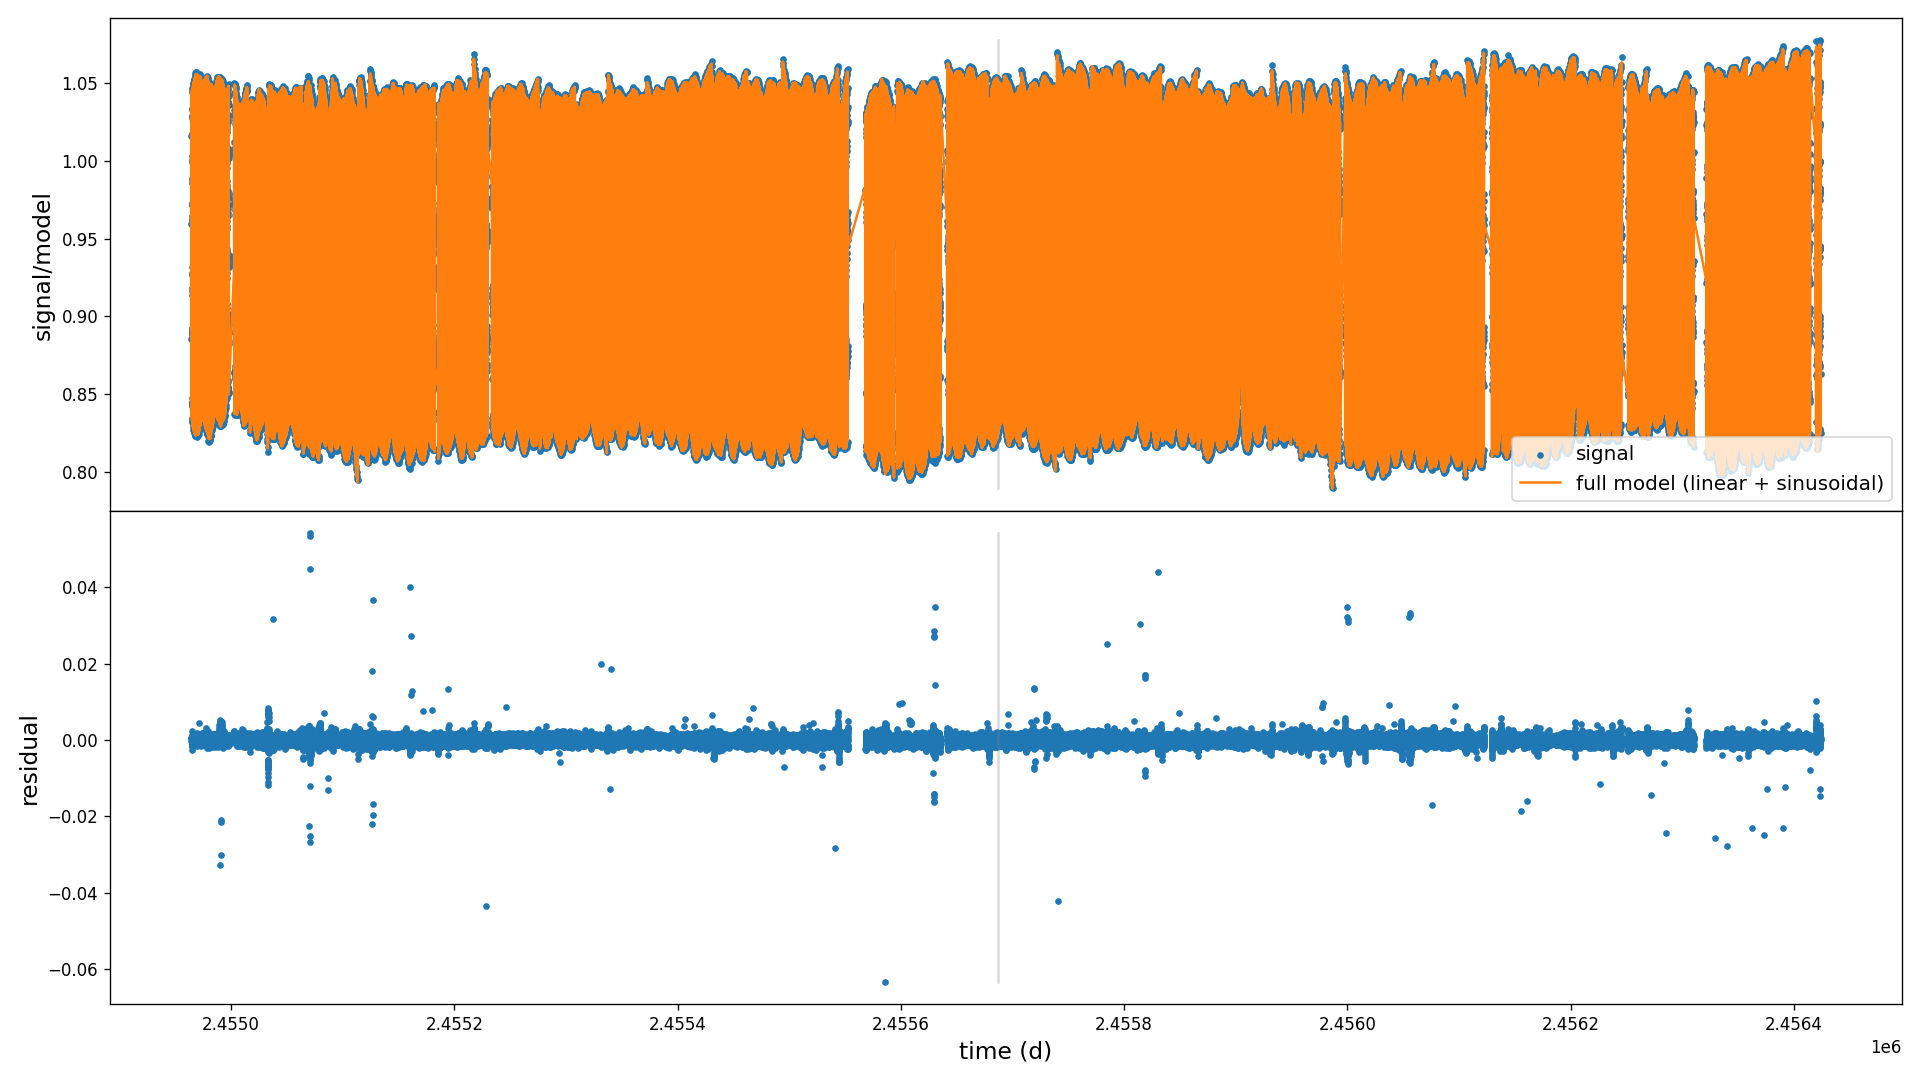 1.05
1.00
0.95
0.90
0.85
0.80
signal/model
signal
full model (linear + sinusoidal)
0.04
0.02
0.00
−0.02
−0.04
−0.06
residual
2.4550 2.4552 2.4554 2.4556 2.4558 2.4560 2.4562 2.4564
1e6
time (d)